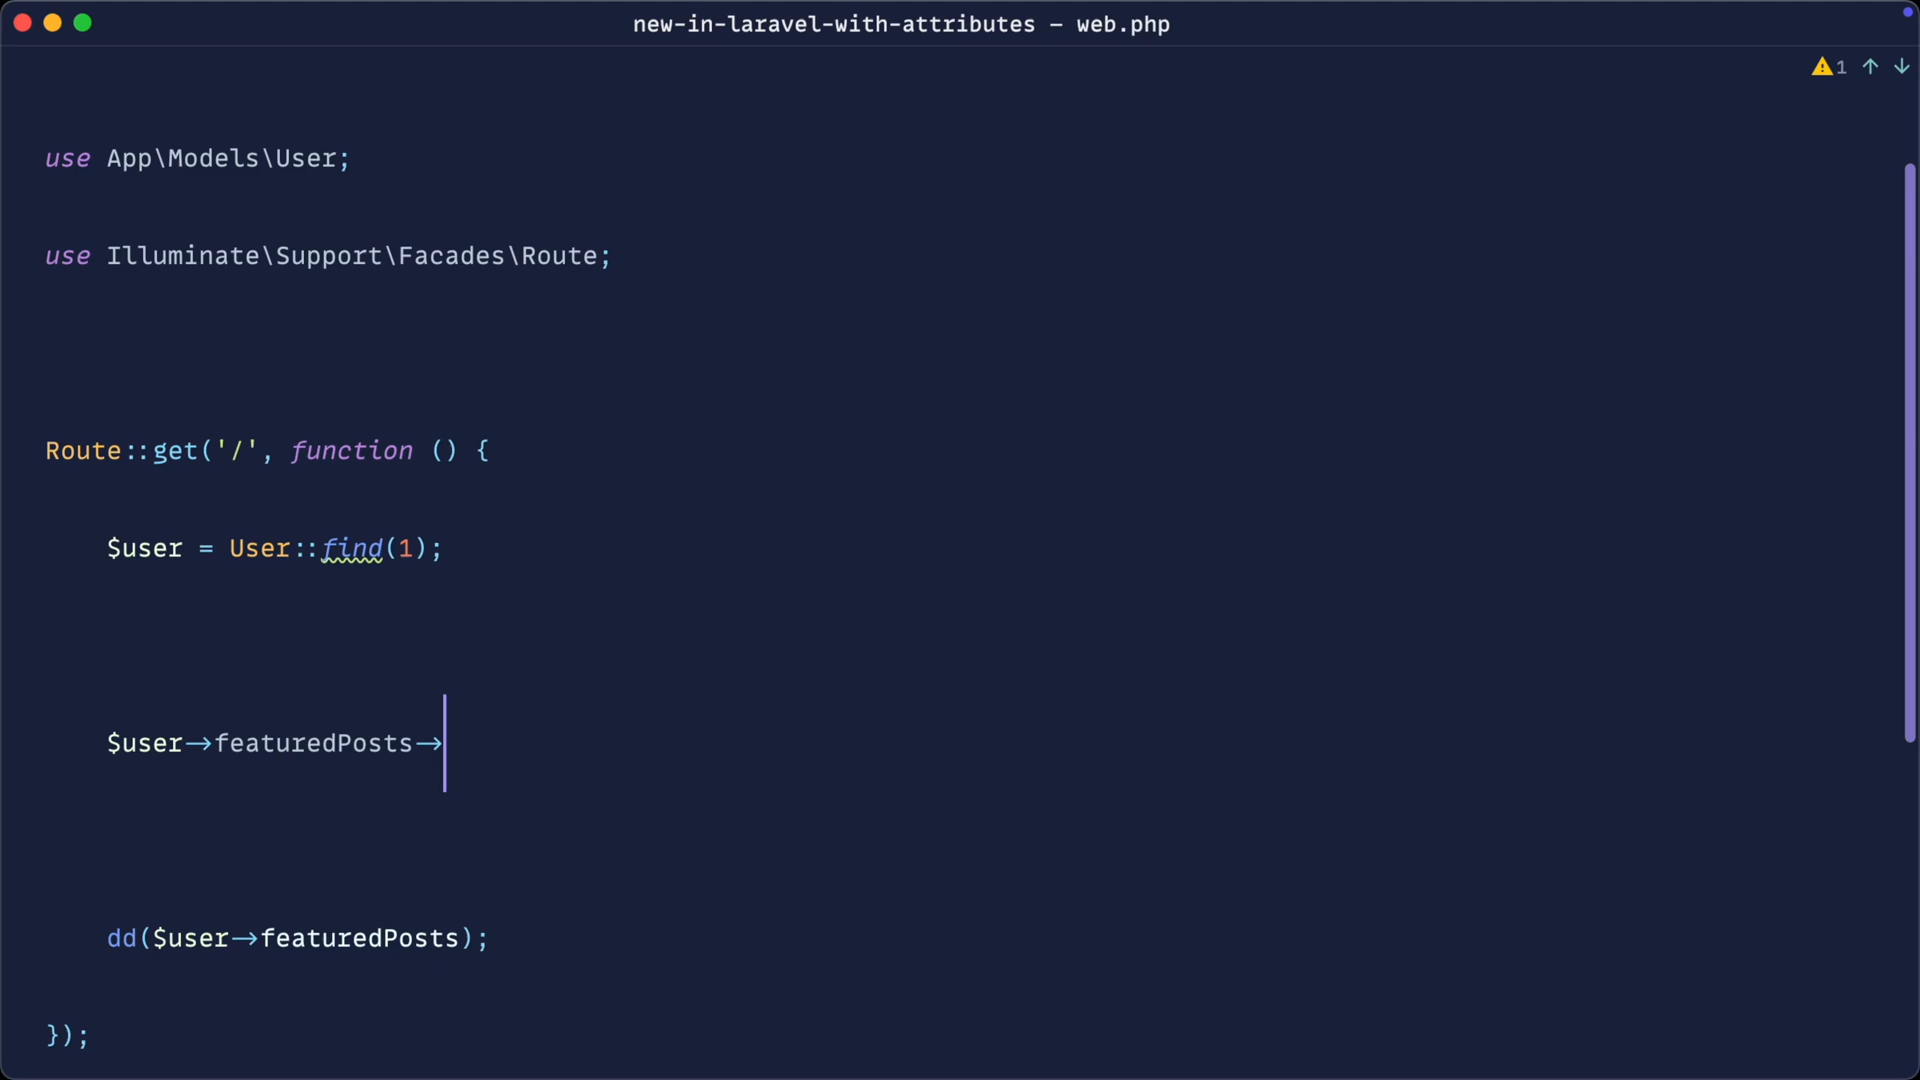 new-in-laravel-with-attributes – web.php
1
use App\Models\User;
use Illuminate\Support\Facades\Route;
Route::get('/', function () {
$user = User::find(1);
$user->featuredPosts->
dd($user->featuredPosts);
});